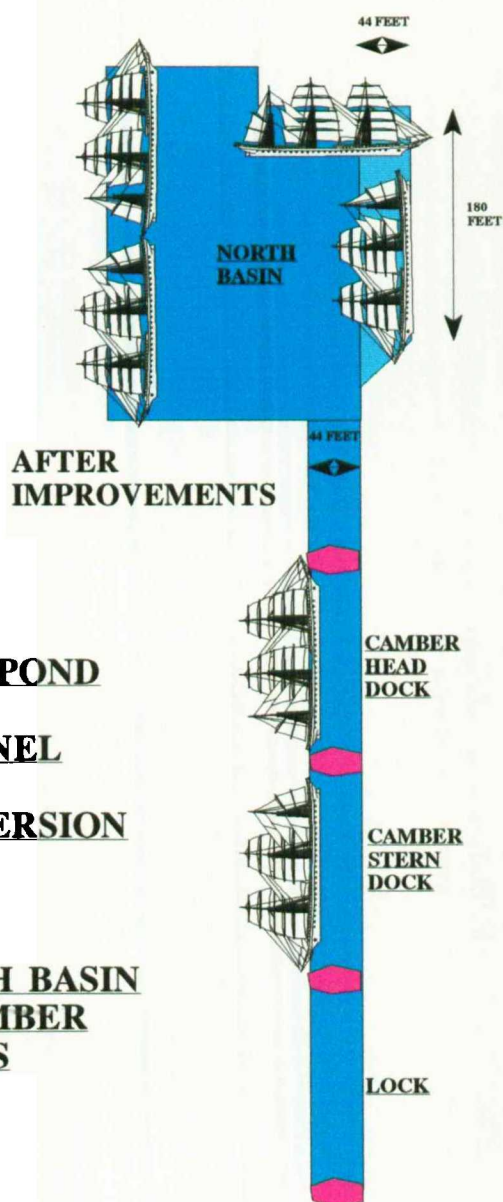 44 FEET
180
FEET
NORTH
BASIN
44 FEET
AFTER
IMPROVEMENTS
POND
CAMBER
HEAD
DOCK
NEL
ERSION
CAMBER
STERN
DOCK
H BASIN
MBER
S
LOCK